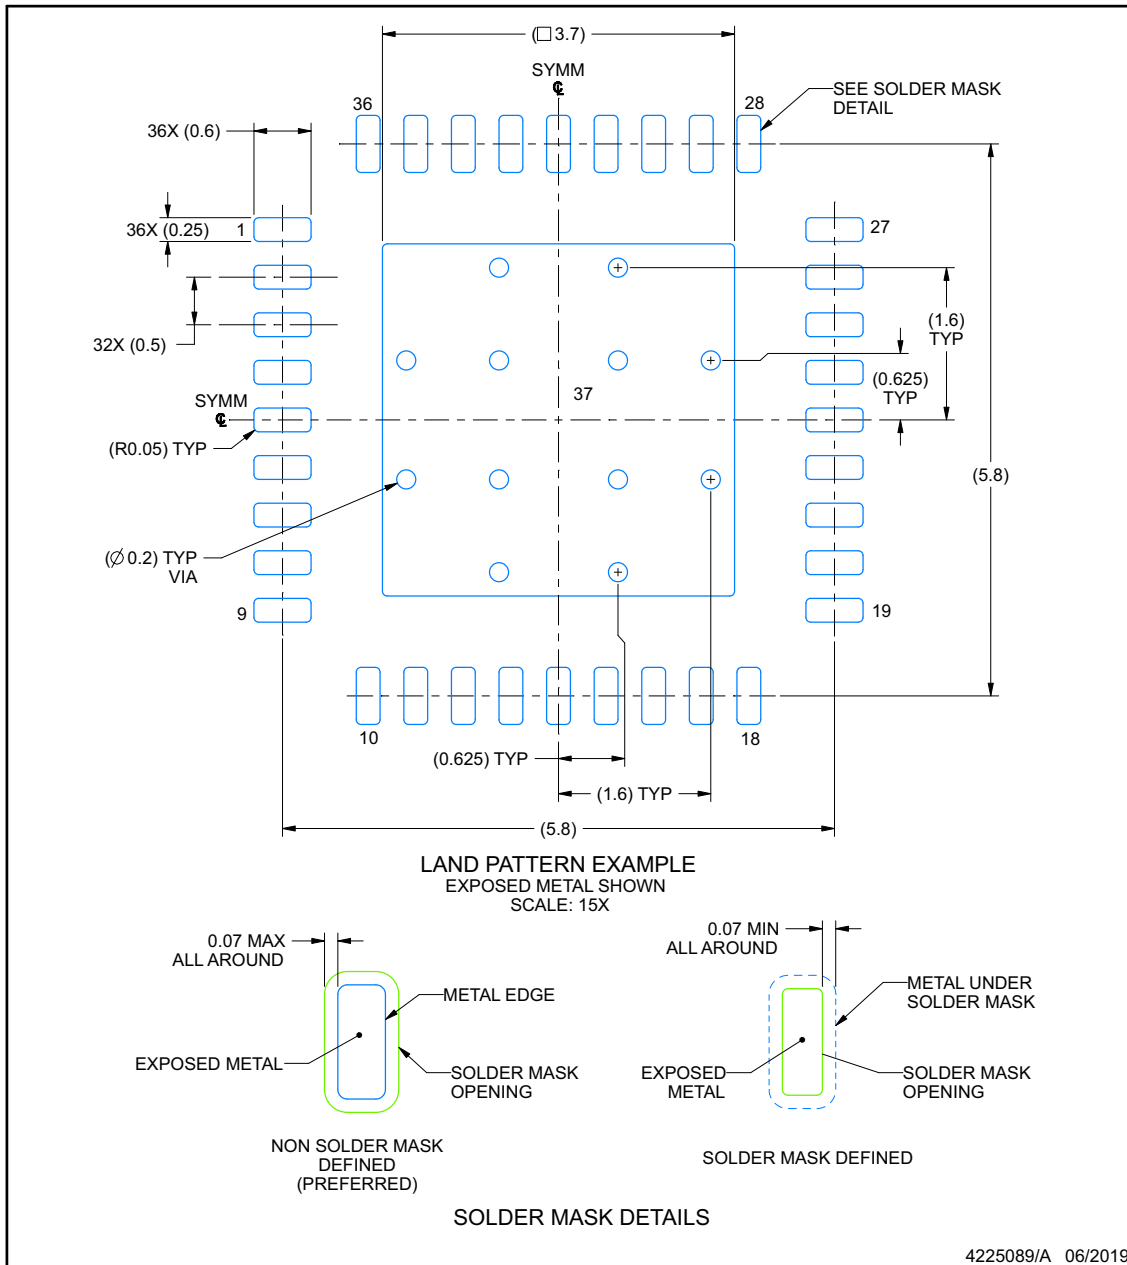 (□ 3.7)
SYMM
℄
36
28
SEE SOLDER MASK
DETAIL
36X (0.6)
36X (0.25)
1
27
32X (0.5)
(1.6)
TYP
(0.625)
TYP
37
SYMM
℄
(R0.05) TYP
(5.8)
(∅ 0.2) TYP
VIA
9
19
10
18
(0.625) TYP
(1.6) TYP
(5.8)
LAND PATTERN EXAMPLE
EXPOSED METAL SHOWN
SCALE: 15X
0.07 MAX
ALL AROUND
METAL EDGE
EXPOSED METAL
SOLDER MASK
OPENING
NON SOLDER MASK
DEFINED
(PREFERRED)
0.07 MIN
ALL AROUND
METAL UNDER
SOLDER MASK
EXPOSED
METAL
SOLDER MASK
OPENING
SOLDER MASK DEFINED
SOLDER MASK DETAILS
4225089/A 06/2019